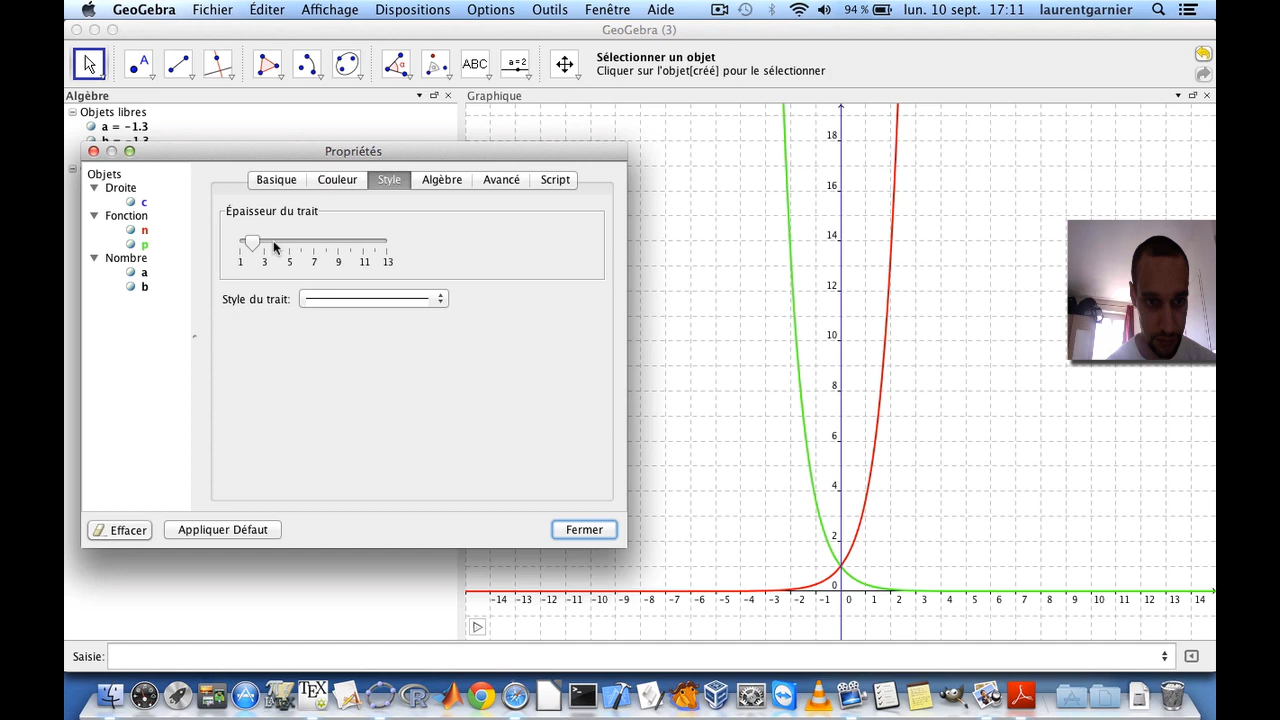 GeoGebra Fichier Éditer Affichage Dispositions Options Outils Fenêtre Aide 94 % lun. 10 sept. 17:11 laurentgarnier
GeoGebra (3)
A ABC a=2
Sélectionner un objet
Cliquer sur l'objet[créé] pour le sélectionner
Algèbre
Graphique
Objets libres
a = −1.3
Propriétés
Objets
Droite
c
Fonction
n
p
Nombre
a
b
Basique Couleur Style Algèbre Avancé Script
Épaisseur du trait
1 3 5 7 9 11 13
Style du trait:
Effacer Appliquer Défaut Fermer
18
16
14
12
10
8
6
4
2
0
−14 −13 −12 −11 −10 −9 −8 −7 −6 −5 −4 −3 −2 −1 0 1 2 3 4 5 6 7 8 9 10 11 12 13 14
Saisie:
TEX R